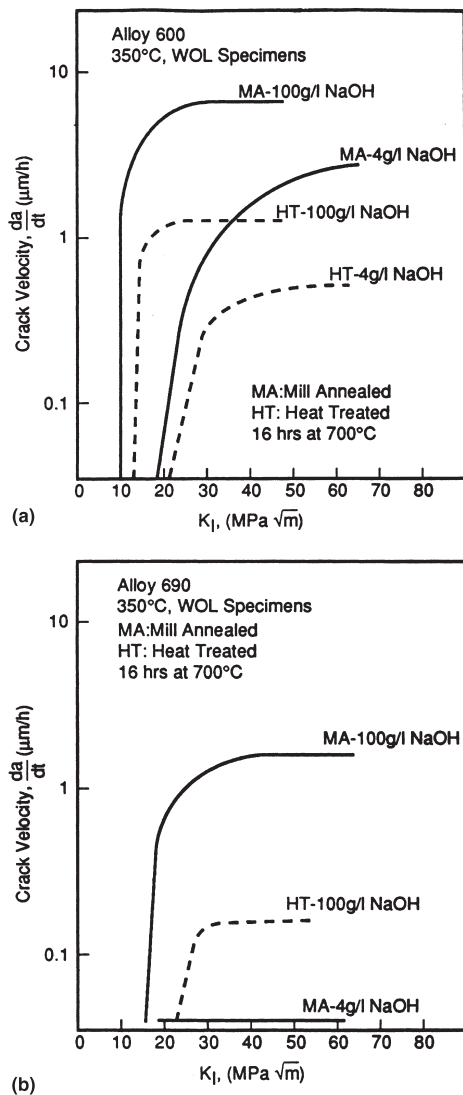 Alloy 600
350°C, WOL Specimens
10
MA-100g/l NaOH
MA-4g/l NaOH
HT-100g/l NaOH
1
HT-4g/l NaOH
Crack Velocity, da/dt (μm/h)
0.1
MA:Mill Annealed
HT: Heat Treated
16 hrs at 700°C
0 10 20 30 40 50 60 70 80
(a)
K_I, (MPa √m)
Alloy 690
350°C, WOL Specimens
MA:Mill Annealed
HT: Heat Treated
16 hrs at 700°C
10
MA-100g/l NaOH
1
Crack Velocity, da/dt (μm/h)
HT-100g/l NaOH
0.1
MA-4g/l NaOH
0 10 20 30 40 50 60 70 80
K_I, (MPa √m)
(b)